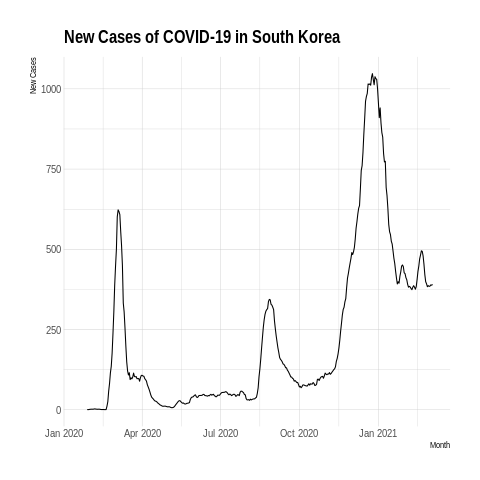 New Cases of COVID-19 in South Korea
New Cases
1000
750
500
250
0
Jan 2020 Apr 2020 Jul 2020 Oct 2020 Jan 2021
Month